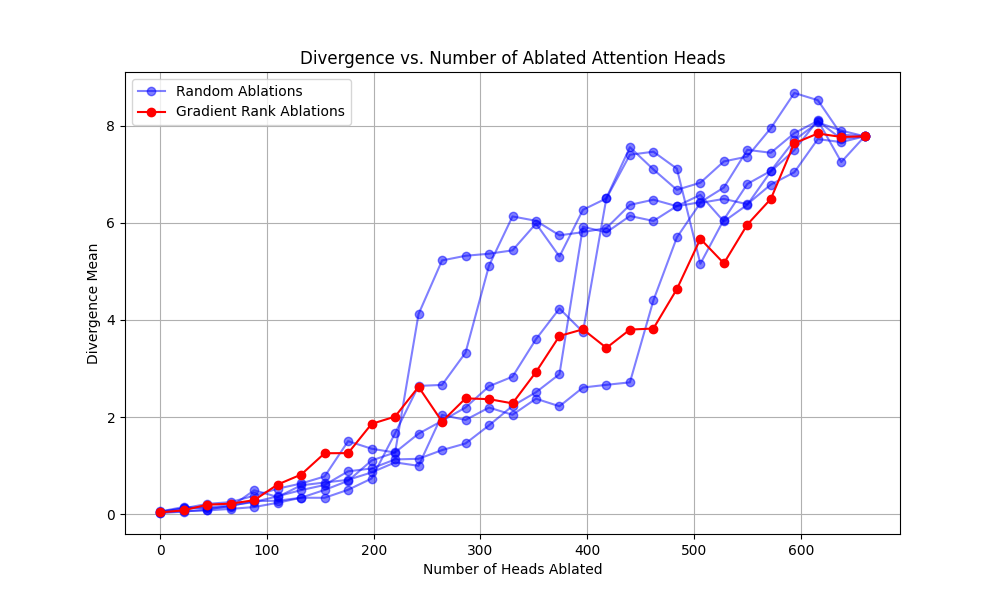 Divergence vs. Number of Ablated Attention Heads
Random Ablations
Gradient Rank Ablations
8
6
4
2
0
Divergence Mean
0 100 200 300 400 500 600
Number of Heads Ablated